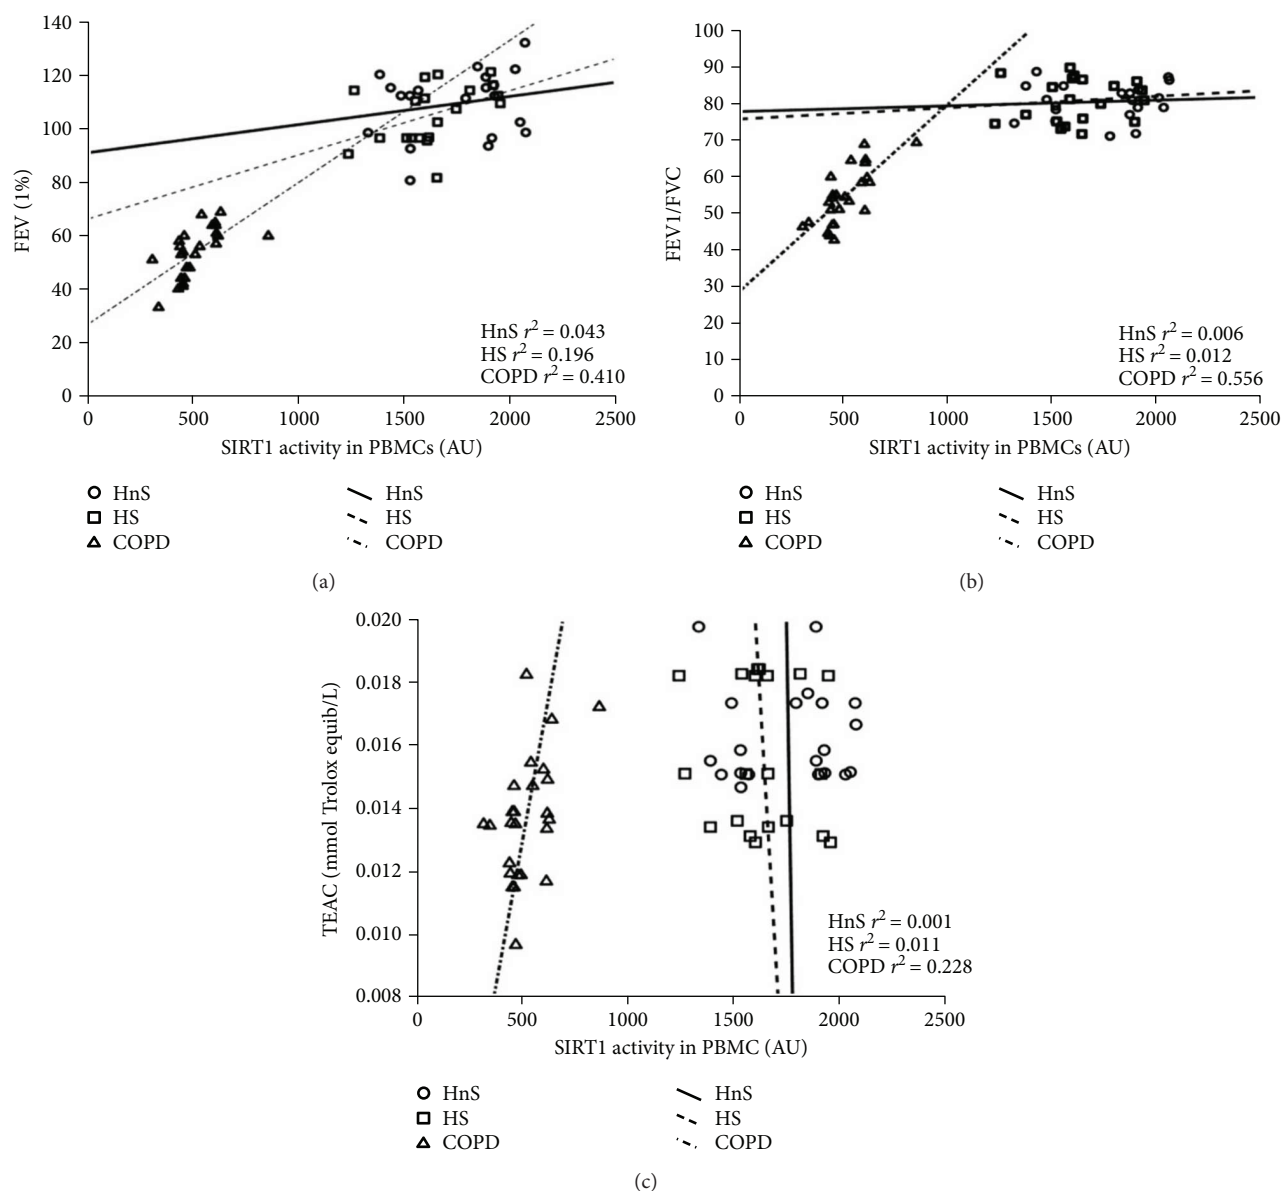 140
120
100
80
60
40
20
0
FEV (1%)
HnS r² = 0.043
HS r² = 0.196
COPD r² = 0.410
0 500 1000 1500 2000 2500
SIRT1 activity in PBMCs (AU)
HnS HnS
HS HS
COPD COPD
(a)
100
90
80
70
60
50
40
30
20
10
0
FEV1/FVC
HnS r² = 0.006
HS r² = 0.012
COPD r² = 0.556
0 500 1000 1500 2000 2500
SIRT1 activity in PBMCs (AU)
HnS HnS
HS HS
COPD COPD
(b)
0.020
0.018
0.016
0.014
0.012
0.010
0.008
TEAC (mmol Trolox equib/L)
HnS r² = 0.001
HS r² = 0.011
COPD r² = 0.228
0 500 1000 1500 2000 2500
SIRT1 activity in PBMC (AU)
HnS HnS
HS HS
COPD COPD
(c)